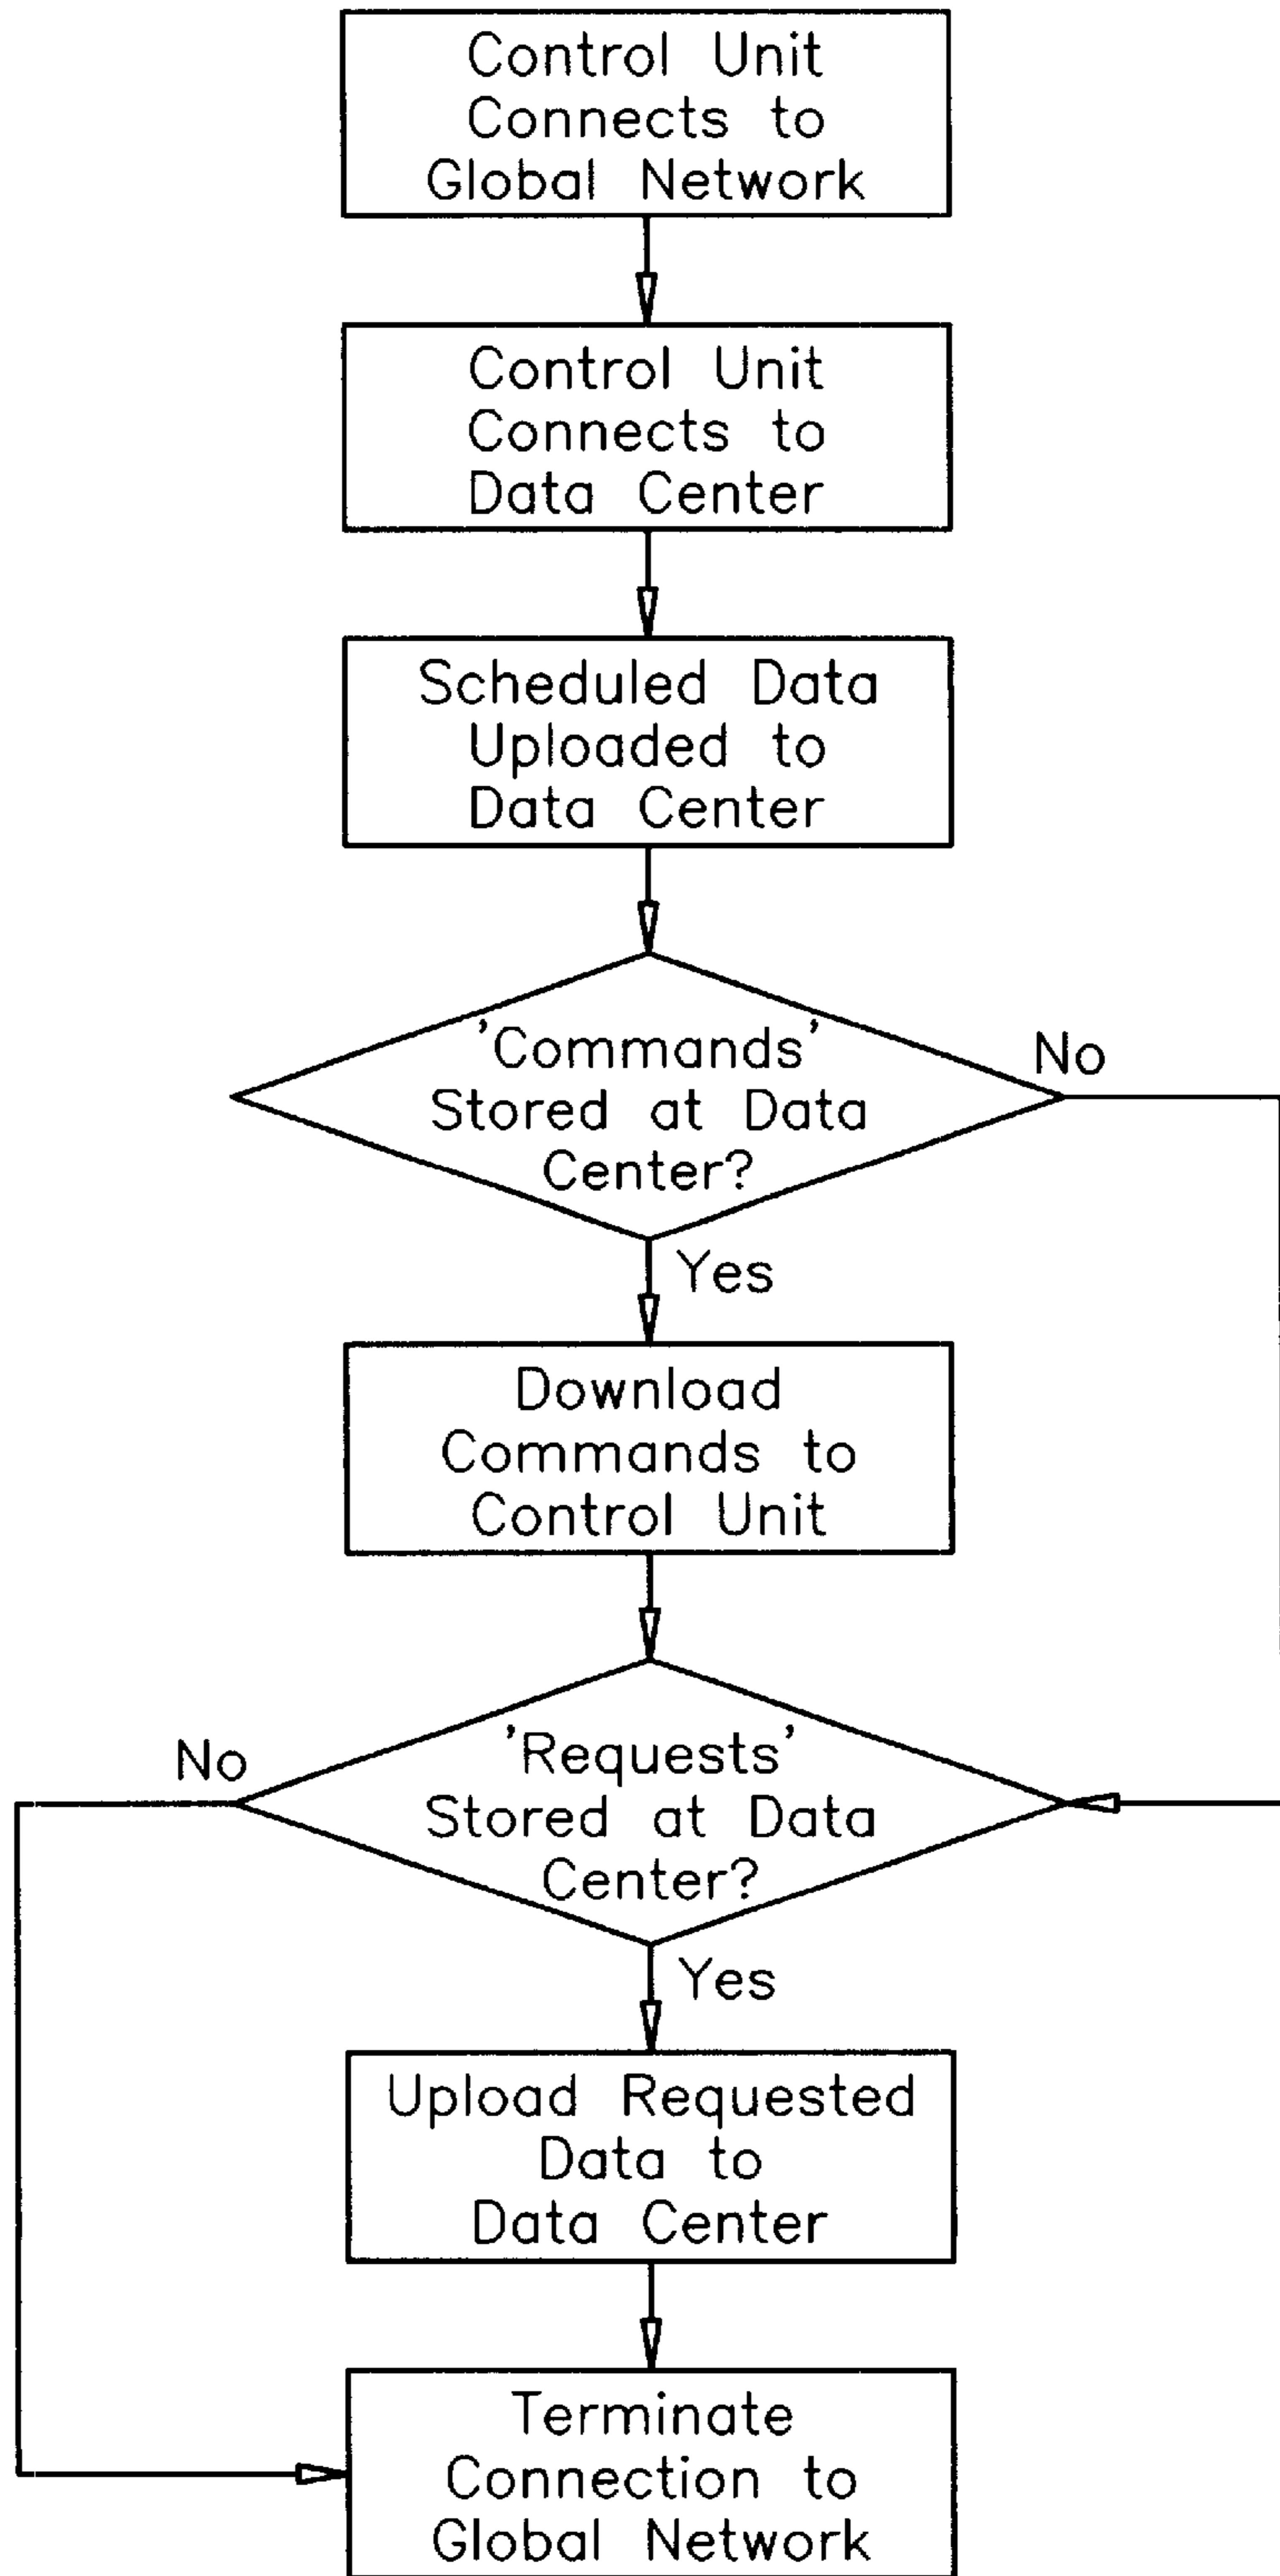 Control Unit
Connects to
Global Network
Control Unit
Connects to
Data Center
Scheduled Data
Uploaded to
Data Center
'Commands'
Stored at Data
Center?
No
Yes
Download
Commands to
Control Unit
'Requests'
Stored at Data
Center?
No
Yes
Upload Requested
Data to
Data Center
Terminate
Connection to
Global Network